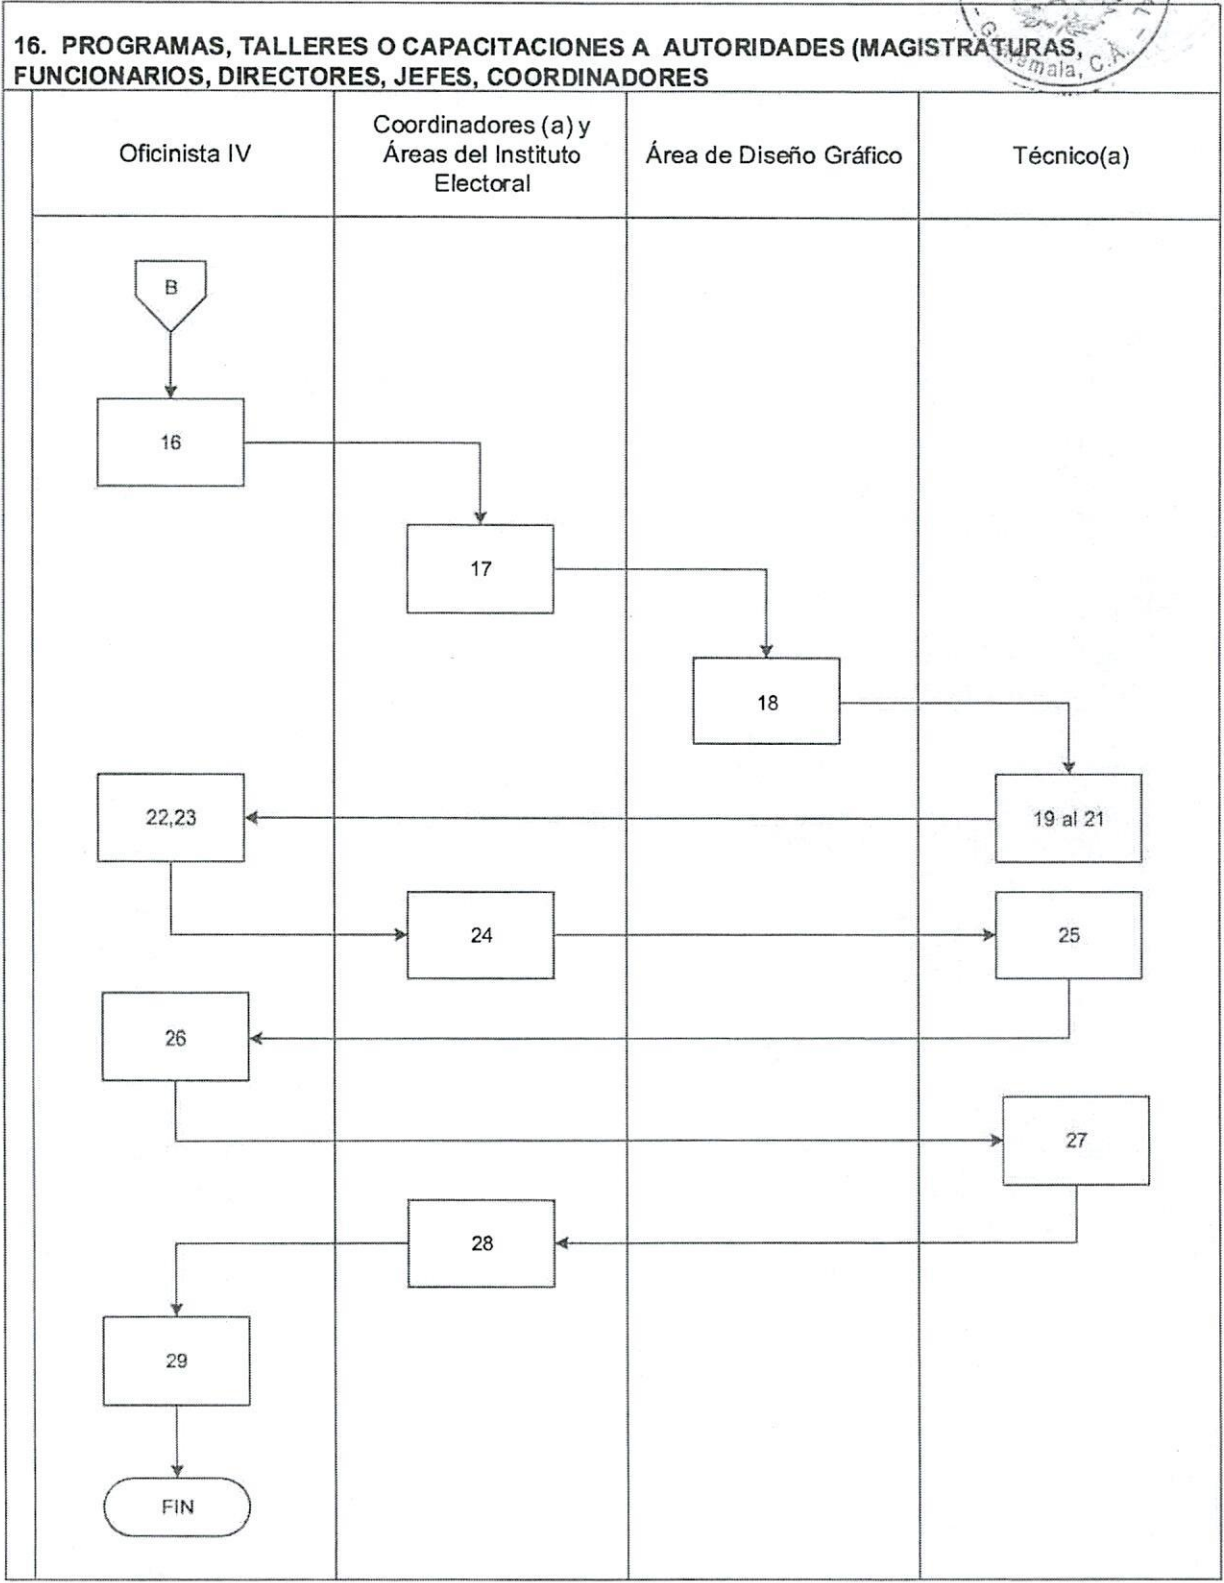 16. PROGRAMAS, TALLERES O CAPACITACIONES A AUTORIDADES (MAGISTRATURAS,
FUNCIONARIOS, DIRECTORES, JEFES, COORDINADORES
Guatemala, C.A.
Oficinista IV
Coordinadores (a) y
Áreas del Instituto
Electoral
Área de Diseño Gráfico
Técnico(a)
B
16
17
18
22,23
19 al 21
24
25
26
27
28
29
FIN